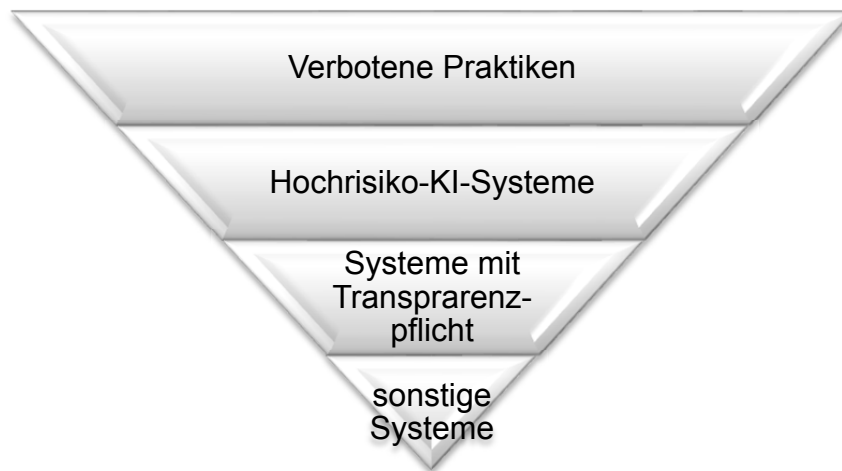 Verbotene Praktiken
Hochrisiko-KI-Systeme
Systeme mit
Transprarenz-
pflicht
sonstige
Systeme